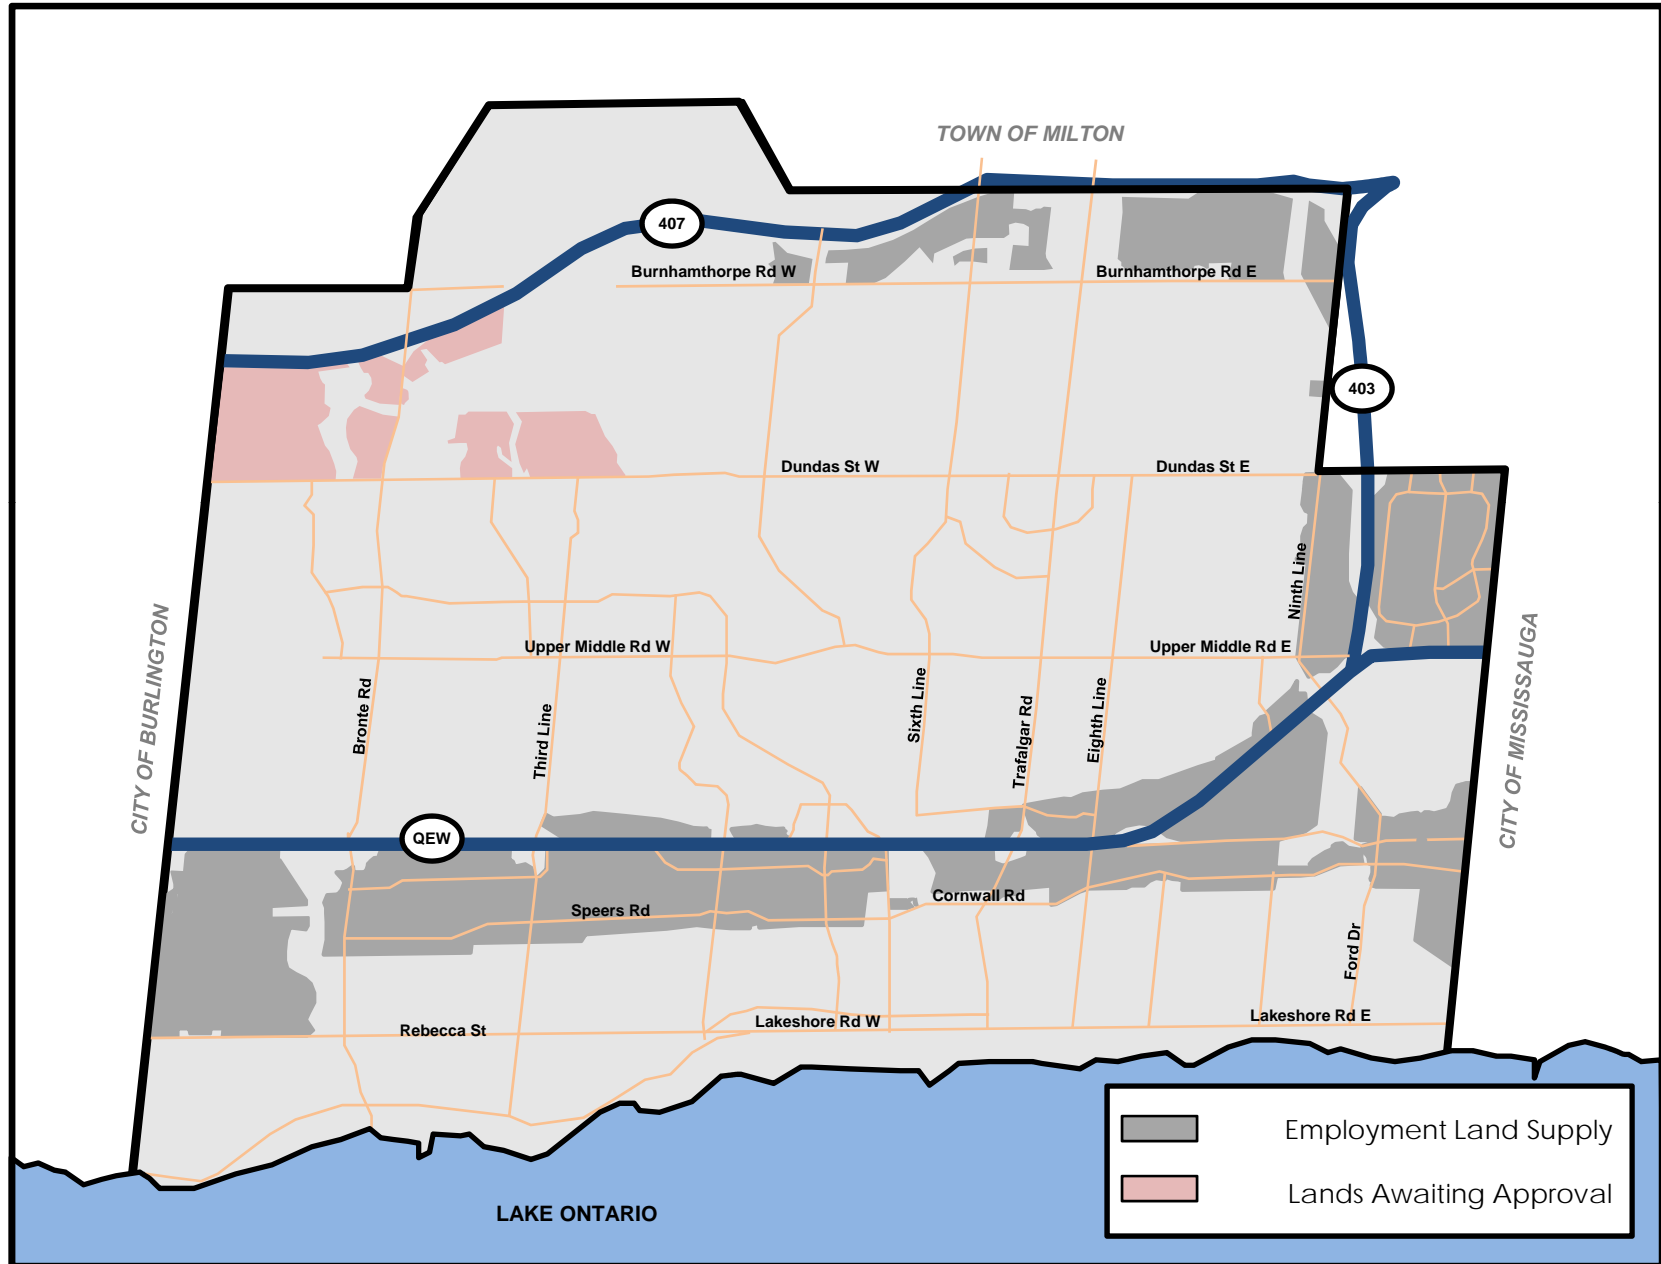 TOWN OF MILTON
407
Burnhamthorpe Rd W
Burnhamthorpe Rd E
403
Dundas St W
Dundas St E
Ninth Line
CITY OF BURLINGTON
Upper Middle Rd W
Upper Middle Rd E
CITY OF MISSISSAUGA
Bronte Rd
Third Line
Sixth Line
Trafalgar Rd
Eighth Line
QEW
Speers Rd
Cornwall Rd
Ford Dr
Rebecca St
Lakeshore Rd W
Lakeshore Rd E
Employment Land Supply
Lands Awaiting Approval
LAKE ONTARIO